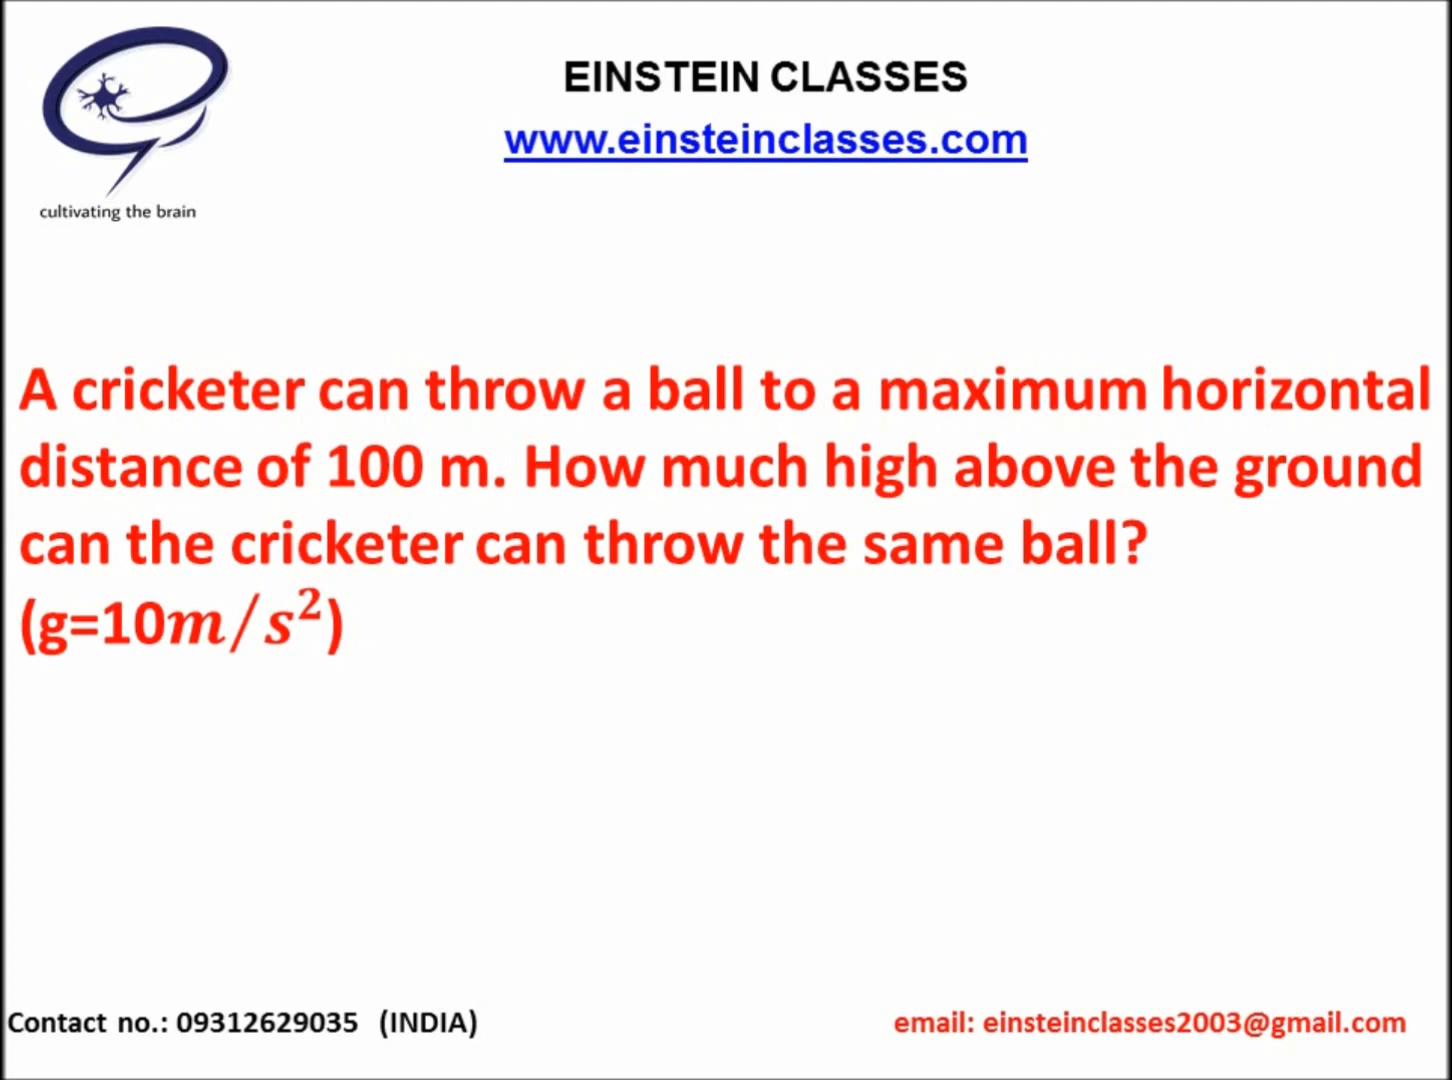 EINSTEIN CLASSES
www.einsteinclasses.com
cultivating the brain
A cricketer can throw a ball to a maximum horizontal
distance of 100 m. How much high above the ground
can the cricketer can throw the same ball?
(g=10m/s²)
Contact no.: 09312629035 (INDIA)
email: einsteinclasses2003@gmail.com